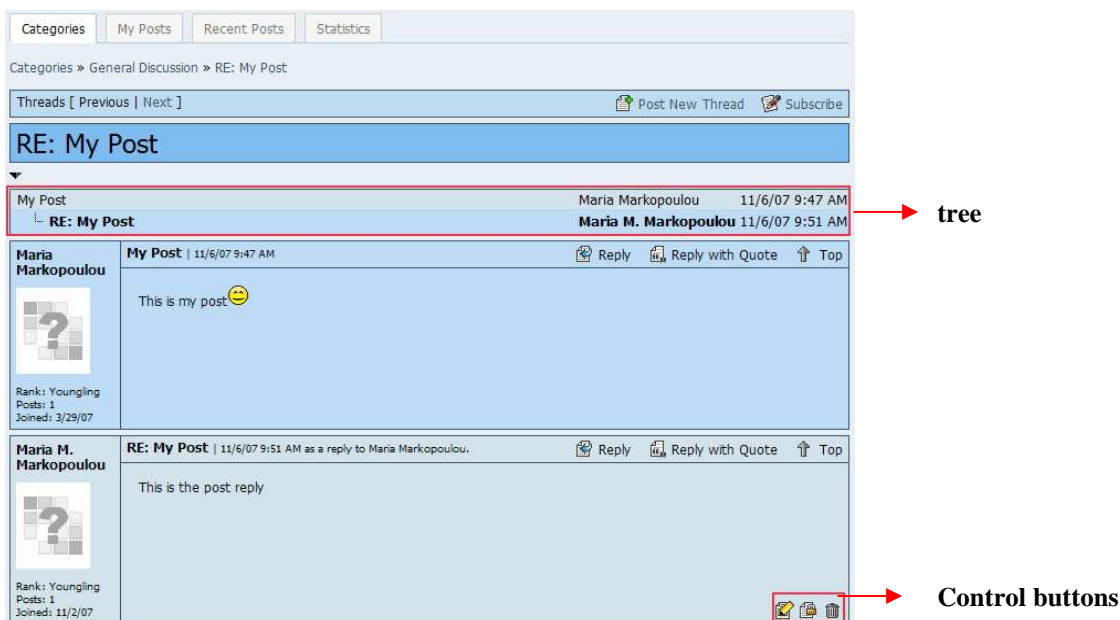 Categories My Posts Recent Posts Statistics
Categories » General Discussion » RE: My Post
Threads [ Previous | Next ] Post New Thread Subscribe
RE: My Post
My Post Maria Markopoulou 11/6/07 9:47 AM
RE: My Post Maria M. Markopoulou 11/6/07 9:51 AM
tree
Maria
Markopoulou
My Post | 11/6/07 9:47 AM Reply Reply with Quote Top
This is my post
Rank: Youngling
Posts: 1
Joined: 3/29/07
Maria M.
Markopoulou
RE: My Post | 11/6/07 9:51 AM as a reply to Maria Markopoulou. Reply Reply with Quote Top
This is the post reply
Rank: Youngling
Posts: 1
Joined: 11/2/07
Control buttons